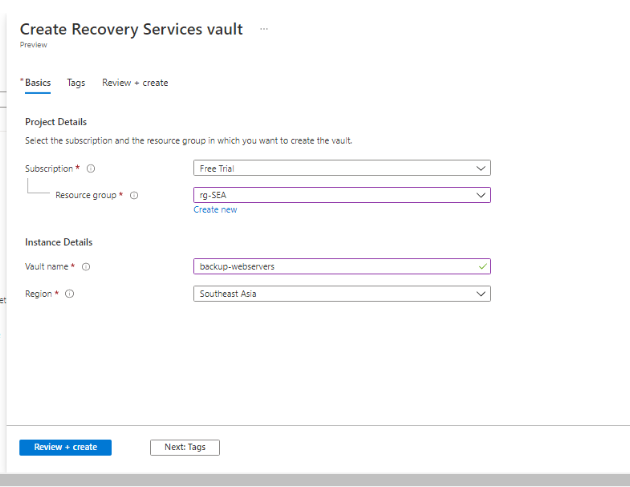 Create Recovery Services vault ...
Preview
* Basics Tags Review + create
Project Details
Select the subscription and the resource group in which you want to create the vault.
Subscription * Free Trial
Resource group * rg-SEA
Create new
Instance Details
Vault name * backup-webservers
et
Region * Southeast Asia
Review + create Next: Tags